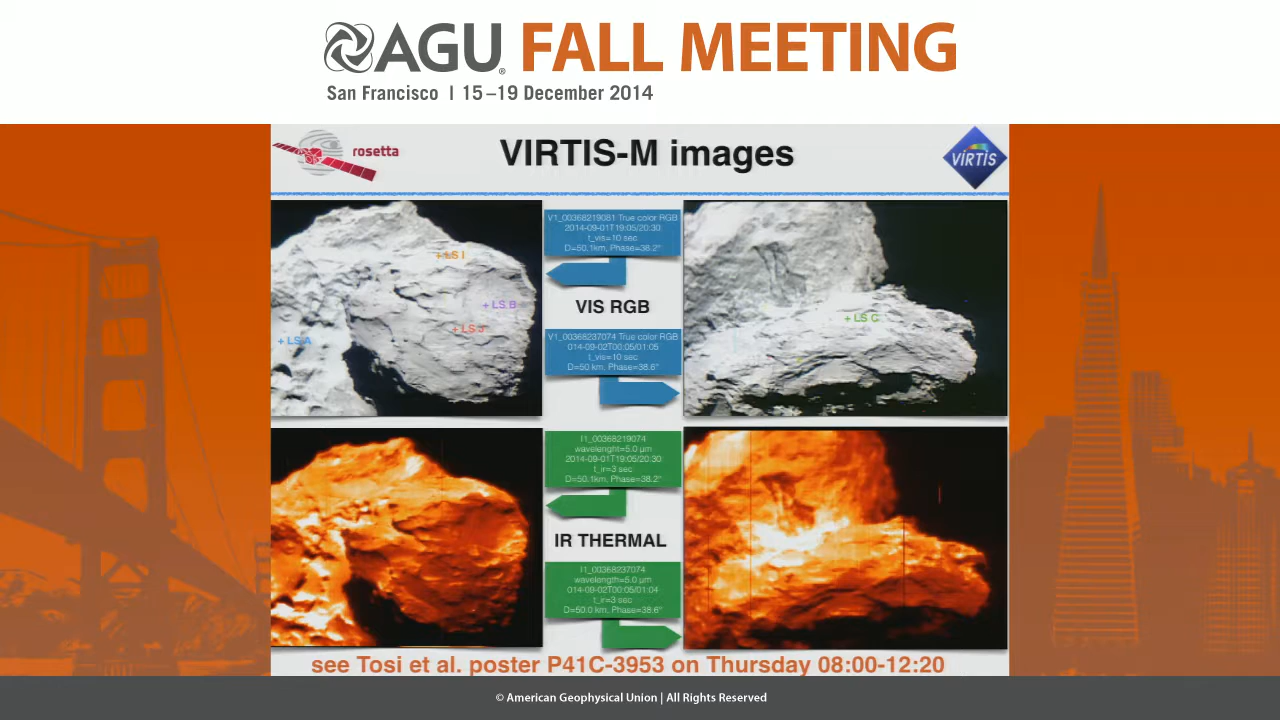 AGU FALL MEETING
San Francisco | 15–19 December 2014
rosetta
VIRTIS-M images
VIRTIS
V1_00368219081 True color RGB
2014-09-01T19:05/20:30
t_vis=10 sec
D=50.1km, Phase=38.2°
+ LS I
+ LS B
+ LS J
+ LS A
+ LS C
VIS RGB
V1_00368237074 True color RGB
014-09-02T00:05/01:05
t_vis=10 sec
D=50 km, Phase=38.6°
I1_00368219074
wavelenght=5.0 µm
2014-09-01T19:05/20:30
t_ir=3 sec
D=50.1km, Phase=38.2°
IR THERMAL
I1_00368237074
wavelength=5.0 µm
014-09-02T00:05/01:04
t_ir=3 sec
D=50.0 km, Phase=38.6°
see Tosi et al. poster P41C-3953 on Thursday 08:00-12:20
© American Geophysical Union | All Rights Reserved